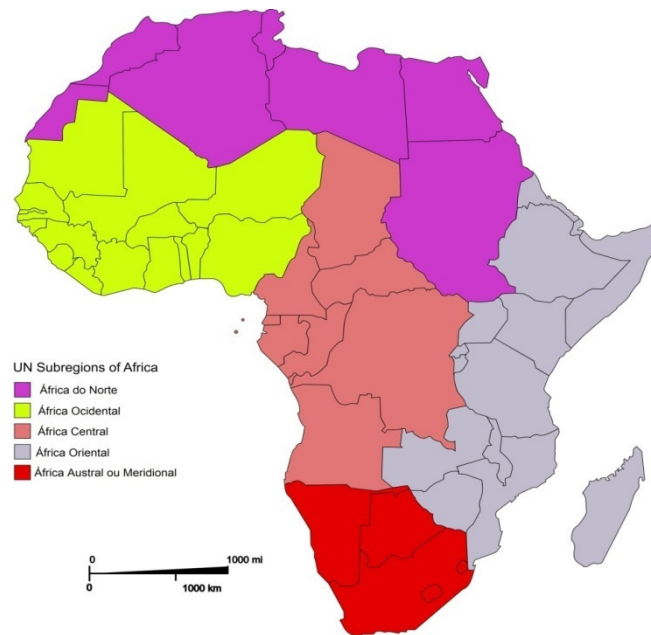 UN Subregions of Africa
África do Norte
África Ocidental
África Central
África Oriental
África Austral ou Meridional
0 1000 mi
0 1000 km